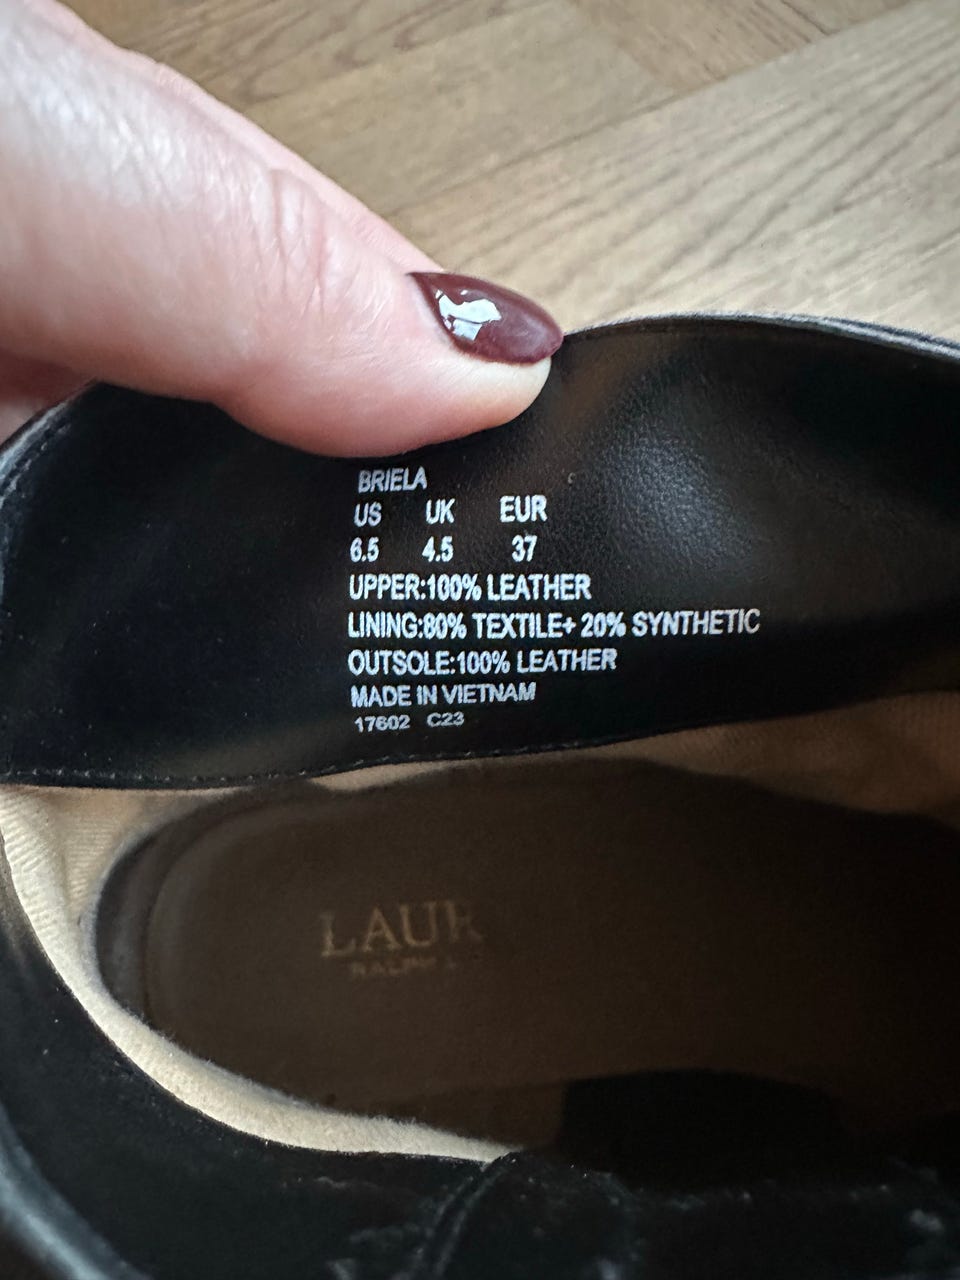 BRIELA
US UK EUR
6.5 4.5 37
UPPER:100% LEATHER
LINING:80% TEXTILE+ 20% SYNTHETIC
OUTSOLE:100% LEATHER
MADE IN VIETNAM
17602 C23
LAUR
RALPH L